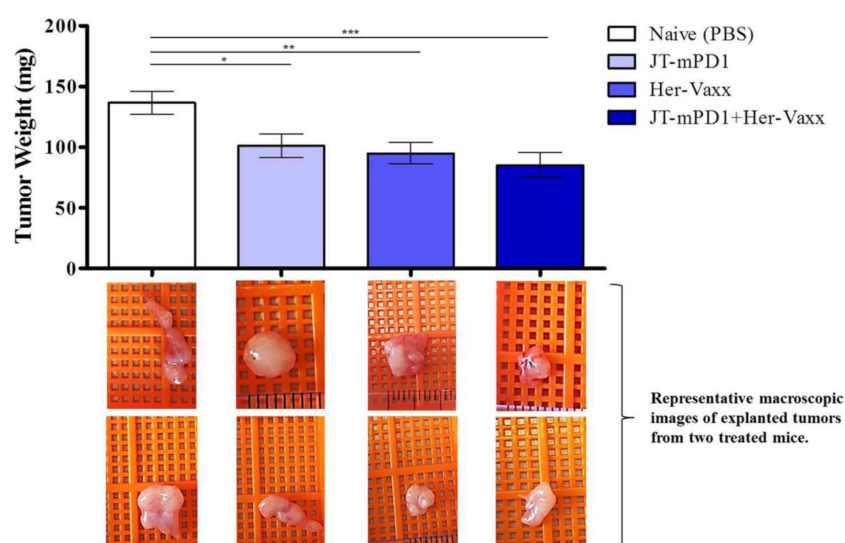 200
150
100
50
0
Tumor Weight (mg)
***
**
*
Naive (PBS)
JT-mPD1
Her-Vaxx
JT-mPD1+Her-Vaxx
Representative macroscopic
images of explanted tumors
from two treated mice.